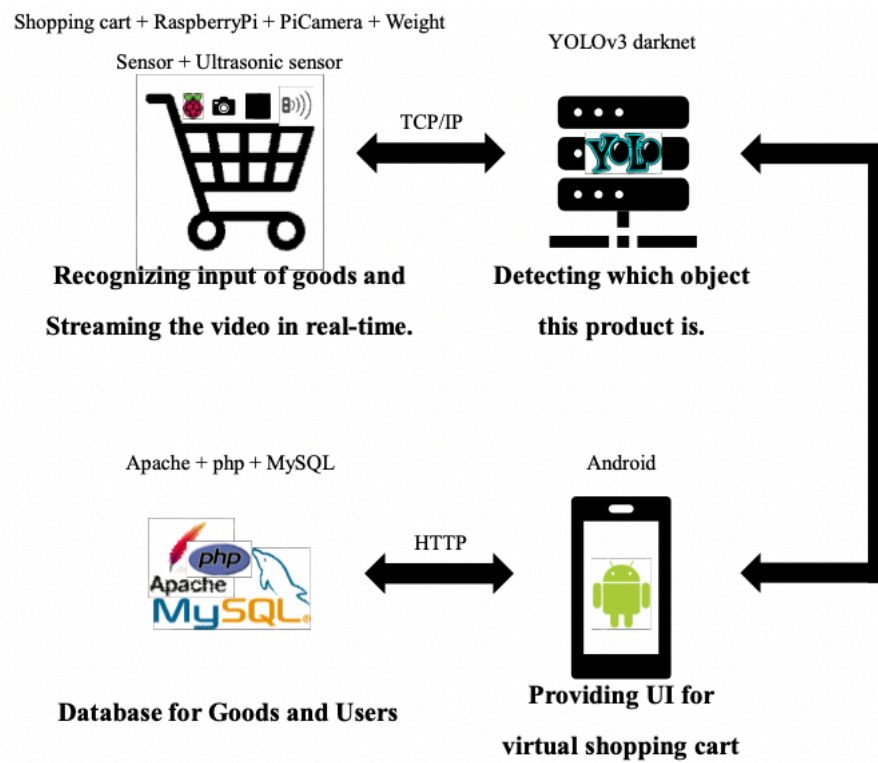 Shopping cart + RaspberryPi + PiCamera + Weight
Sensor + Ultrasonic sensor
YOLOv3 darknet
TCP/IP
YOLO
Recognizing input of goods and
Streaming the video in real-time.
Detecting which object
this product is.
Apache + php + MySQL
Android
HTTP
php
Apache
MySQL
Database for Goods and Users
Providing UI for
virtual shopping cart